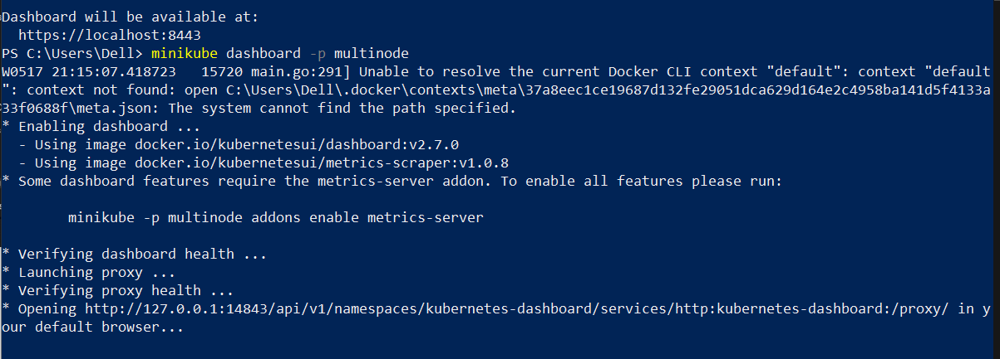 Dashboard will be available at:
  https://localhost:8443
PS C:\Users\Dell> minikube dashboard -p multinode
W0517 21:15:07.418723   15720 main.go:291] Unable to resolve the current Docker CLI context "default": context "default
": context not found: open C:\Users\Dell\.docker\contexts\meta\37a8eec1ce19687d132fe29051dca629d164e2c4958ba141d5f4133a
33f0688f\meta.json: The system cannot find the path specified.
* Enabling dashboard ...
  - Using image docker.io/kubernetesui/dashboard:v2.7.0
  - Using image docker.io/kubernetesui/metrics-scraper:v1.0.8
* Some dashboard features require the metrics-server addon. To enable all features please run:
        minikube -p multinode addons enable metrics-server
* Verifying dashboard health ...
* Launching proxy ...
* Verifying proxy health ...
* Opening http://127.0.0.1:14843/api/v1/namespaces/kubernetes-dashboard/services/http:kubernetes-dashboard:/proxy/ in y
our default browser...